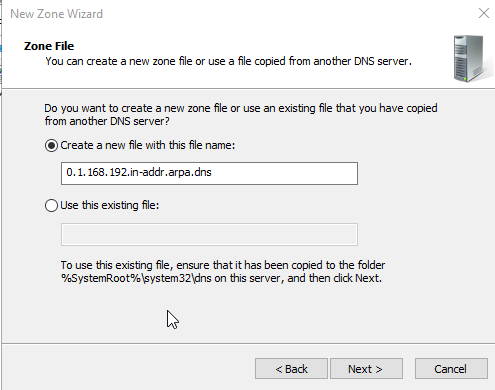 New Zone Wizard
Zone File
You can create a new zone file or use a file copied from another DNS server.
Do you want to create a new zone file or use an existing file that you have copied
from another DNS server?
Create a new file with this file name:
0.1.168.192.in-addr.arpa.dns
Use this existing file:
To use this existing file, ensure that it has been copied to the folder
%SystemRoot%\system32\dns on this server, and then click Next.
< Back
Next >
Cancel